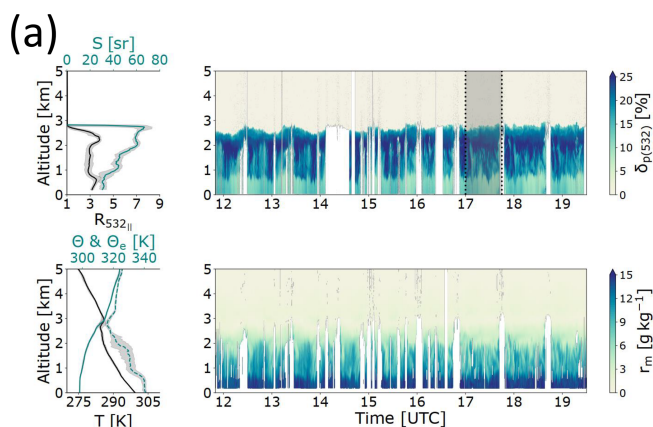 (a)
S [sr]
0 20 40 60 80
5
4
3
2
1
0
Altitude [km]
1 3 5 7 9
R532||
5
4
3
2
1
0
12 13 14 15 16 17 18 19
25
20
15
10
5
0
δp(532) [%]
Θ & Θe [K]
300 320 340
5
4
3
2
1
0
Altitude [km]
275 290 305
T [K]
5
4
3
2
1
0
12 13 14 15 16 17 18 19
Time [UTC]
15
12
9
6
3
0
rm [g kg−1]